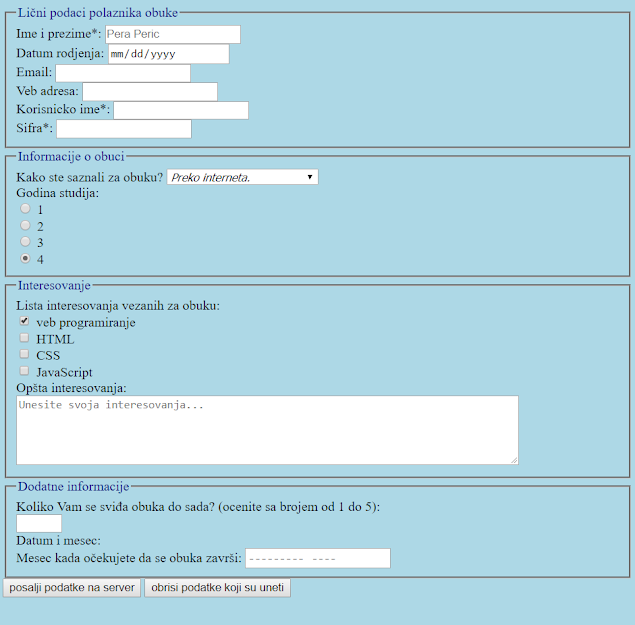 Lični podaci polaznika obuke
Ime i prezime*: Pera Peric
Datum rodjenja: mm/dd/yyyy
Email:
Veb adresa:
Korisnicko ime*:
Sifra*:
Informacije o obuci
Kako ste saznali za obuku? Preko interneta.
Godina studija:
1
2
3
4
Interesovanje
Lista interesovanja vezanih za obuku:
veb programiranje
HTML
CSS
JavaScript
Opšta interesovanja:
Unesite svoja interesovanja...
Dodatne informacije
Koliko Vam se sviđa obuka do sada? (ocenite sa brojem od 1 do 5):
Datum i mesec:
Mesec kada očekujete da se obuka završi: --------- ----
posalji podatke na server obrisi podatke koji su uneti